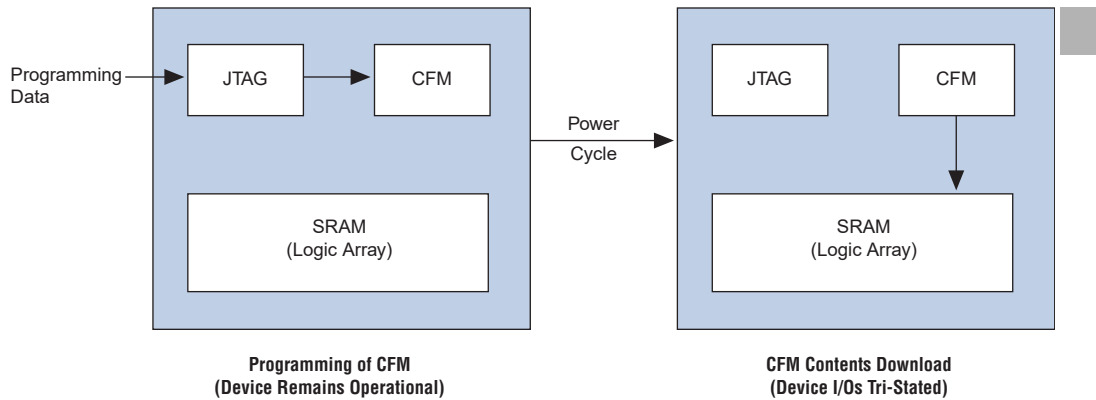 Programming
Data
JTAG
CFM
SRAM
(Logic Array)
Programming of CFM
(Device Remains Operational)
Power
Cycle
JTAG
CFM
SRAM
(Logic Array)
CFM Contents Download
(Device I/Os Tri-Stated)